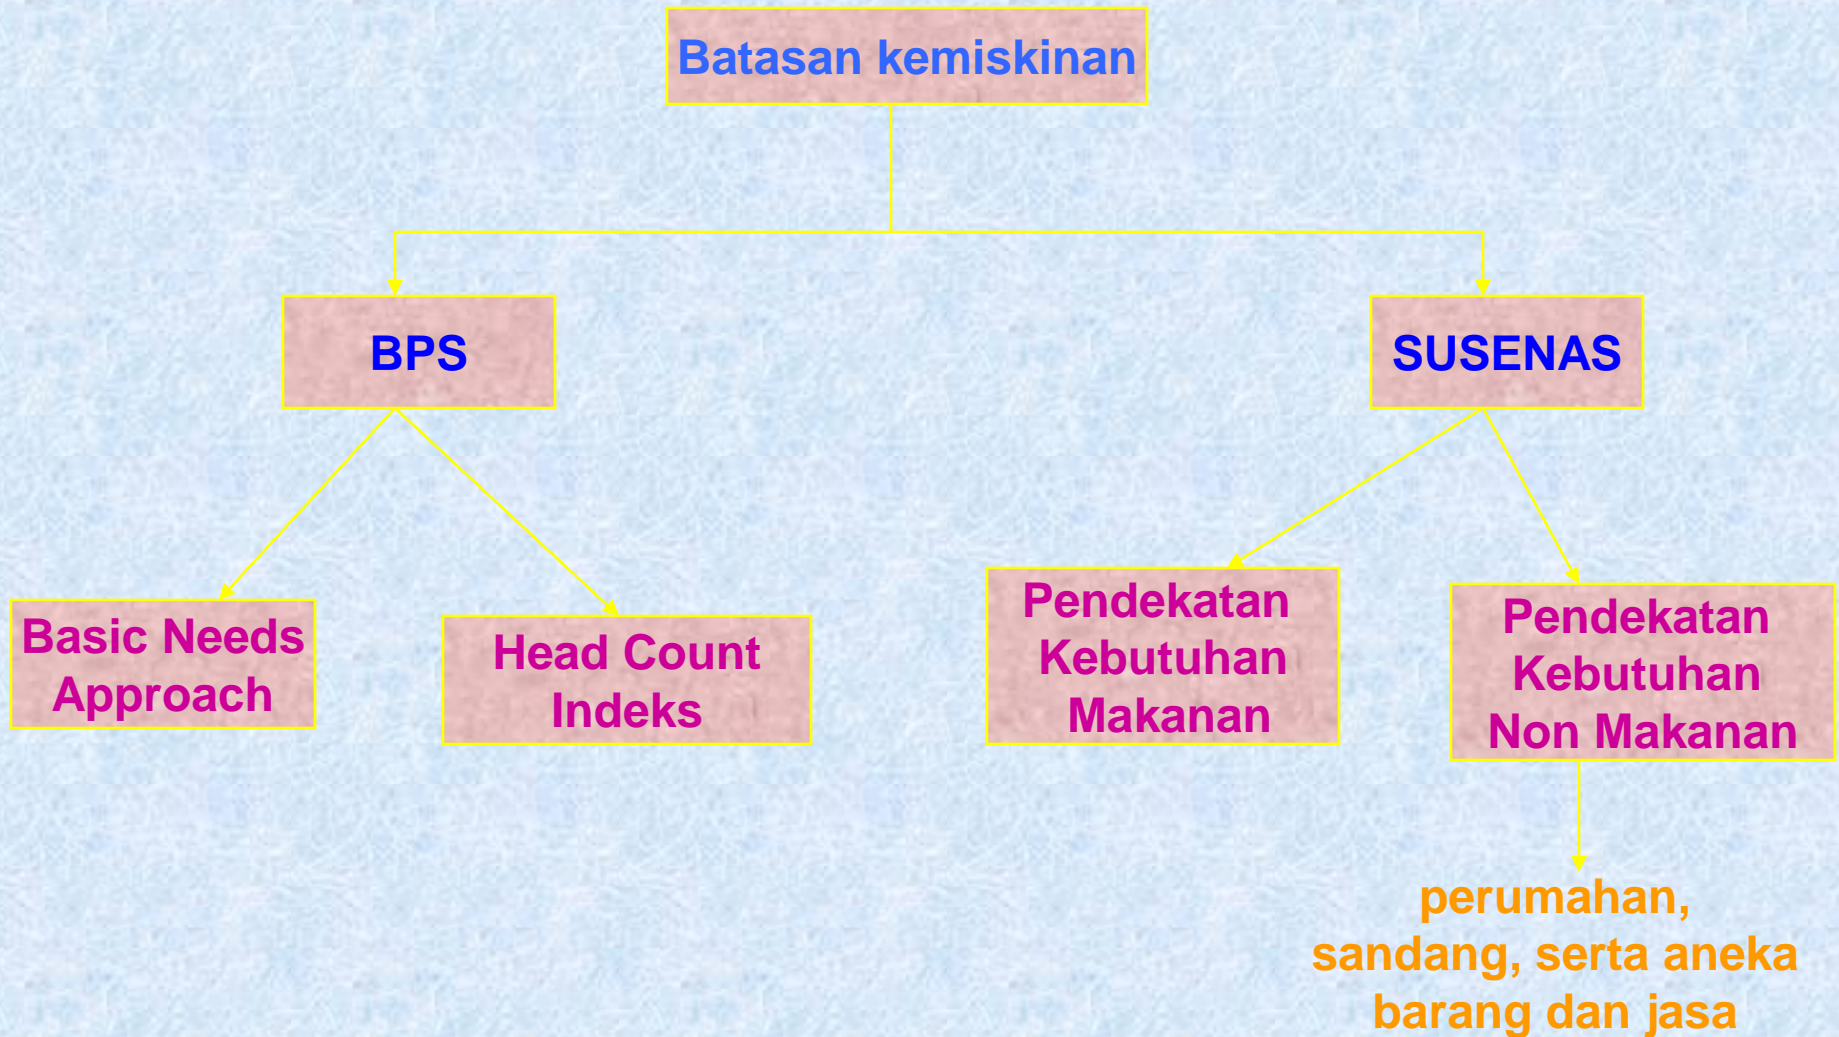 Batasan kemiskinan
BPS
SUSENAS
Basic Needs
Approach
Head Count
Indeks
Pendekatan
Kebutuhan
Makanan
Pendekatan
Kebutuhan
Non Makanan
perumahan,
sandang, serta aneka
barang dan jasa